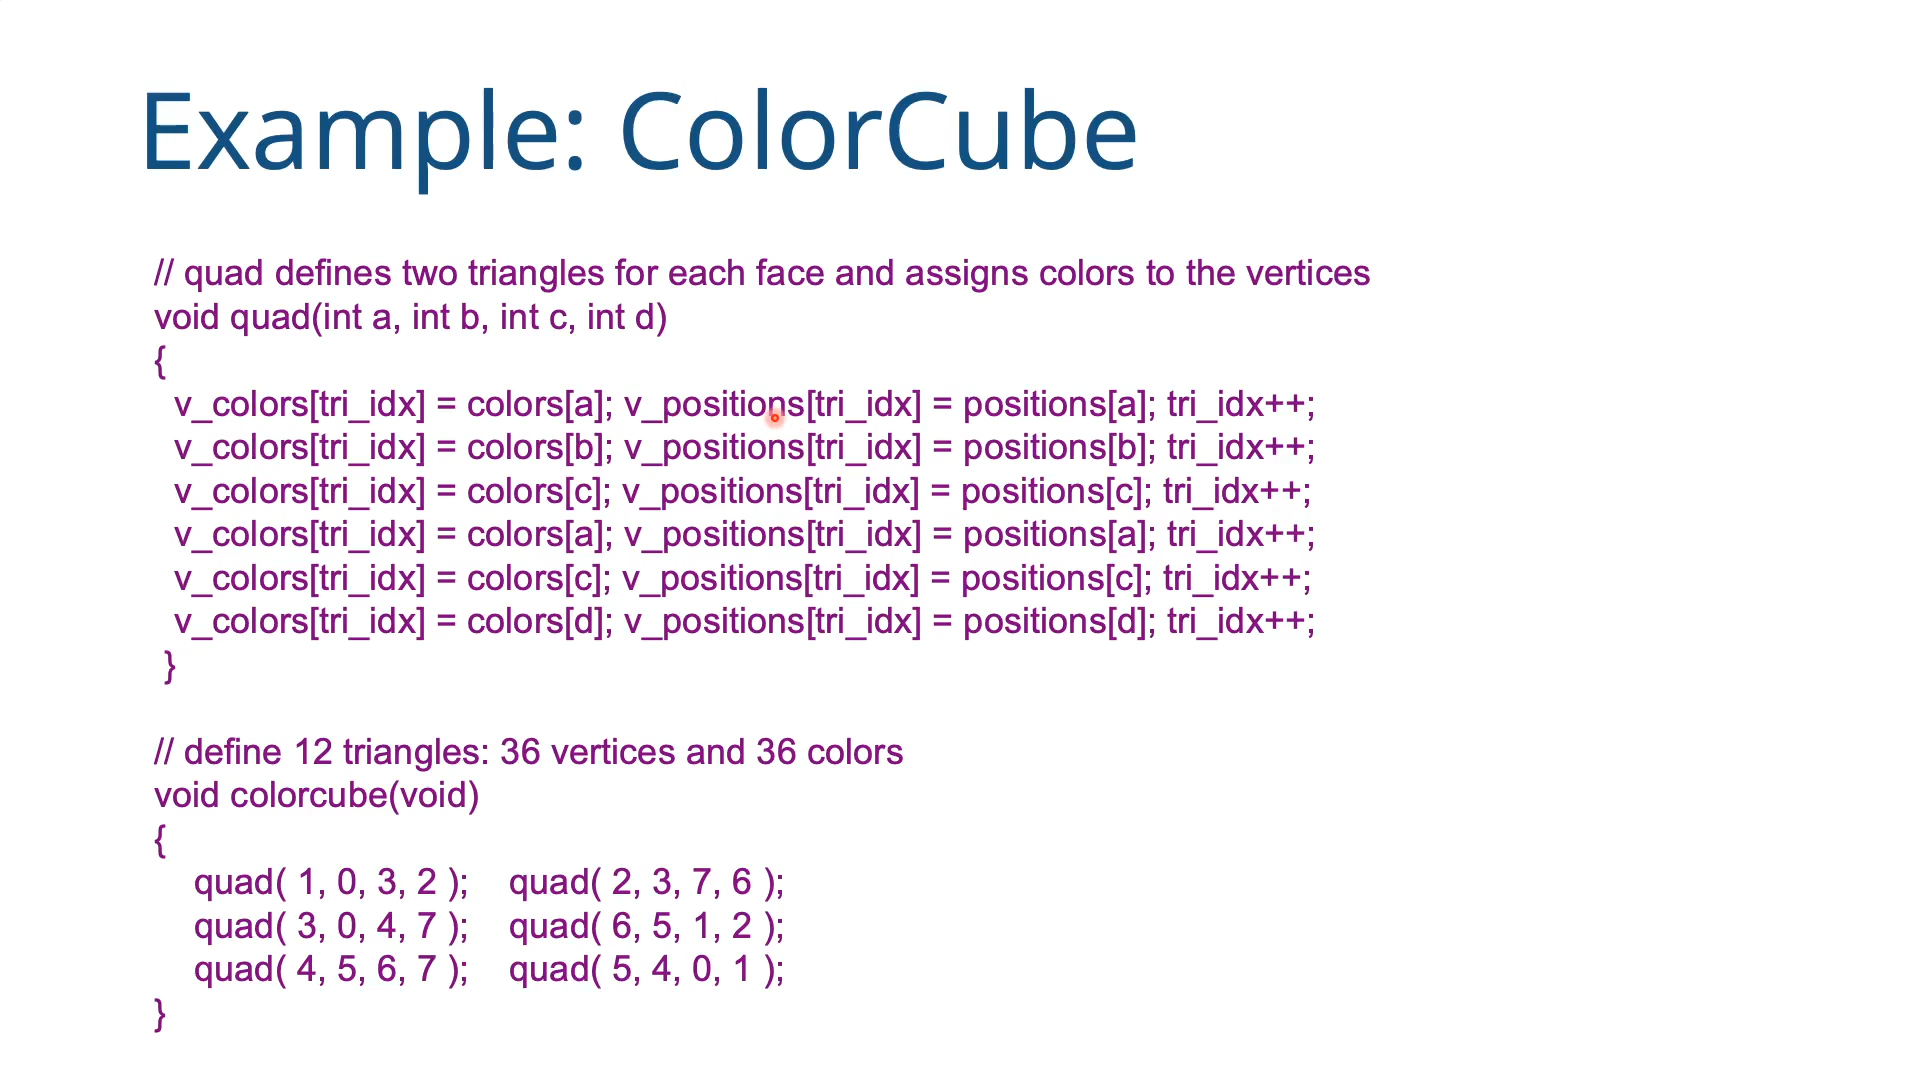 Example: ColorCube
// quad defines two triangles for each face and assigns colors to the vertices
void quad(int a, int b, int c, int d)
{
v_colors[tri_idx] = colors[a]; v_positions[tri_idx] = positions[a]; tri_idx++;
v_colors[tri_idx] = colors[b]; v_positions[tri_idx] = positions[b]; tri_idx++;
v_colors[tri_idx] = colors[c]; v_positions[tri_idx] = positions[c]; tri_idx++;
v_colors[tri_idx] = colors[a]; v_positions[tri_idx] = positions[a]; tri_idx++;
v_colors[tri_idx] = colors[c]; v_positions[tri_idx] = positions[c]; tri_idx++;
v_colors[tri_idx] = colors[d]; v_positions[tri_idx] = positions[d]; tri_idx++;
}
// define 12 triangles: 36 vertices and 36 colors
void colorcube(void)
{
quad( 1, 0, 3, 2 ); quad( 2, 3, 7, 6 );
quad( 3, 0, 4, 7 ); quad( 6, 5, 1, 2 );
quad( 4, 5, 6, 7 ); quad( 5, 4, 0, 1 );
}